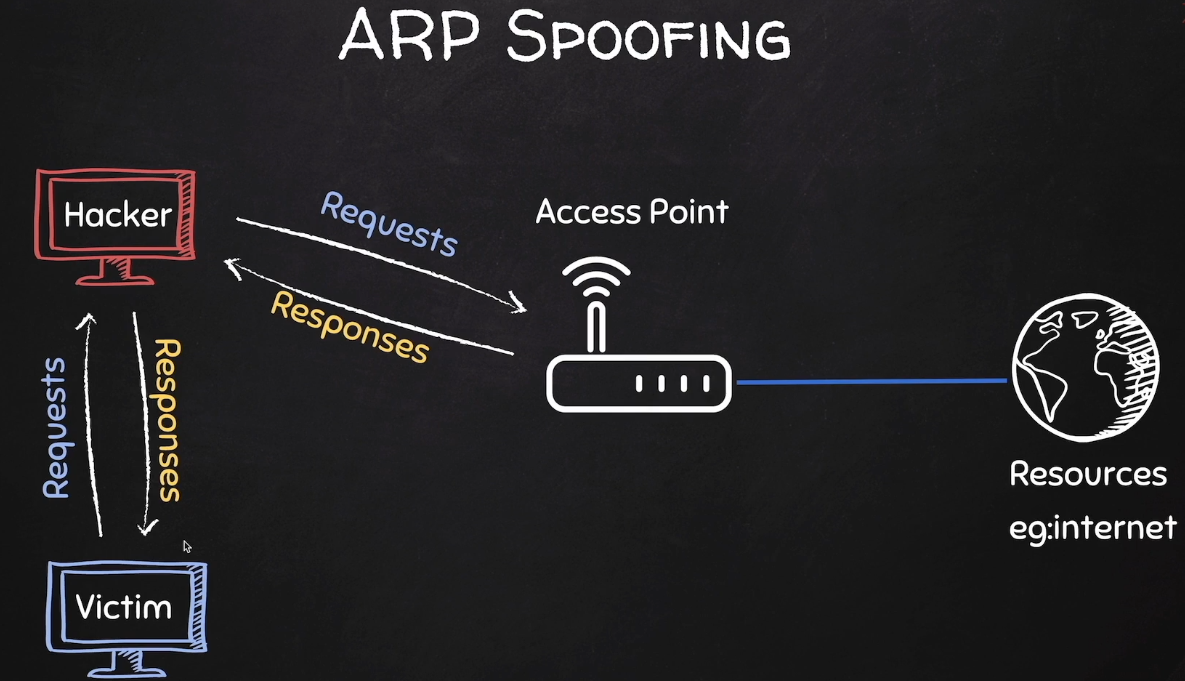 ARP SPOOFING
Hacker
Requests
Responses
Access Point
Requests
Responses
Victim
Resources
eg:internet